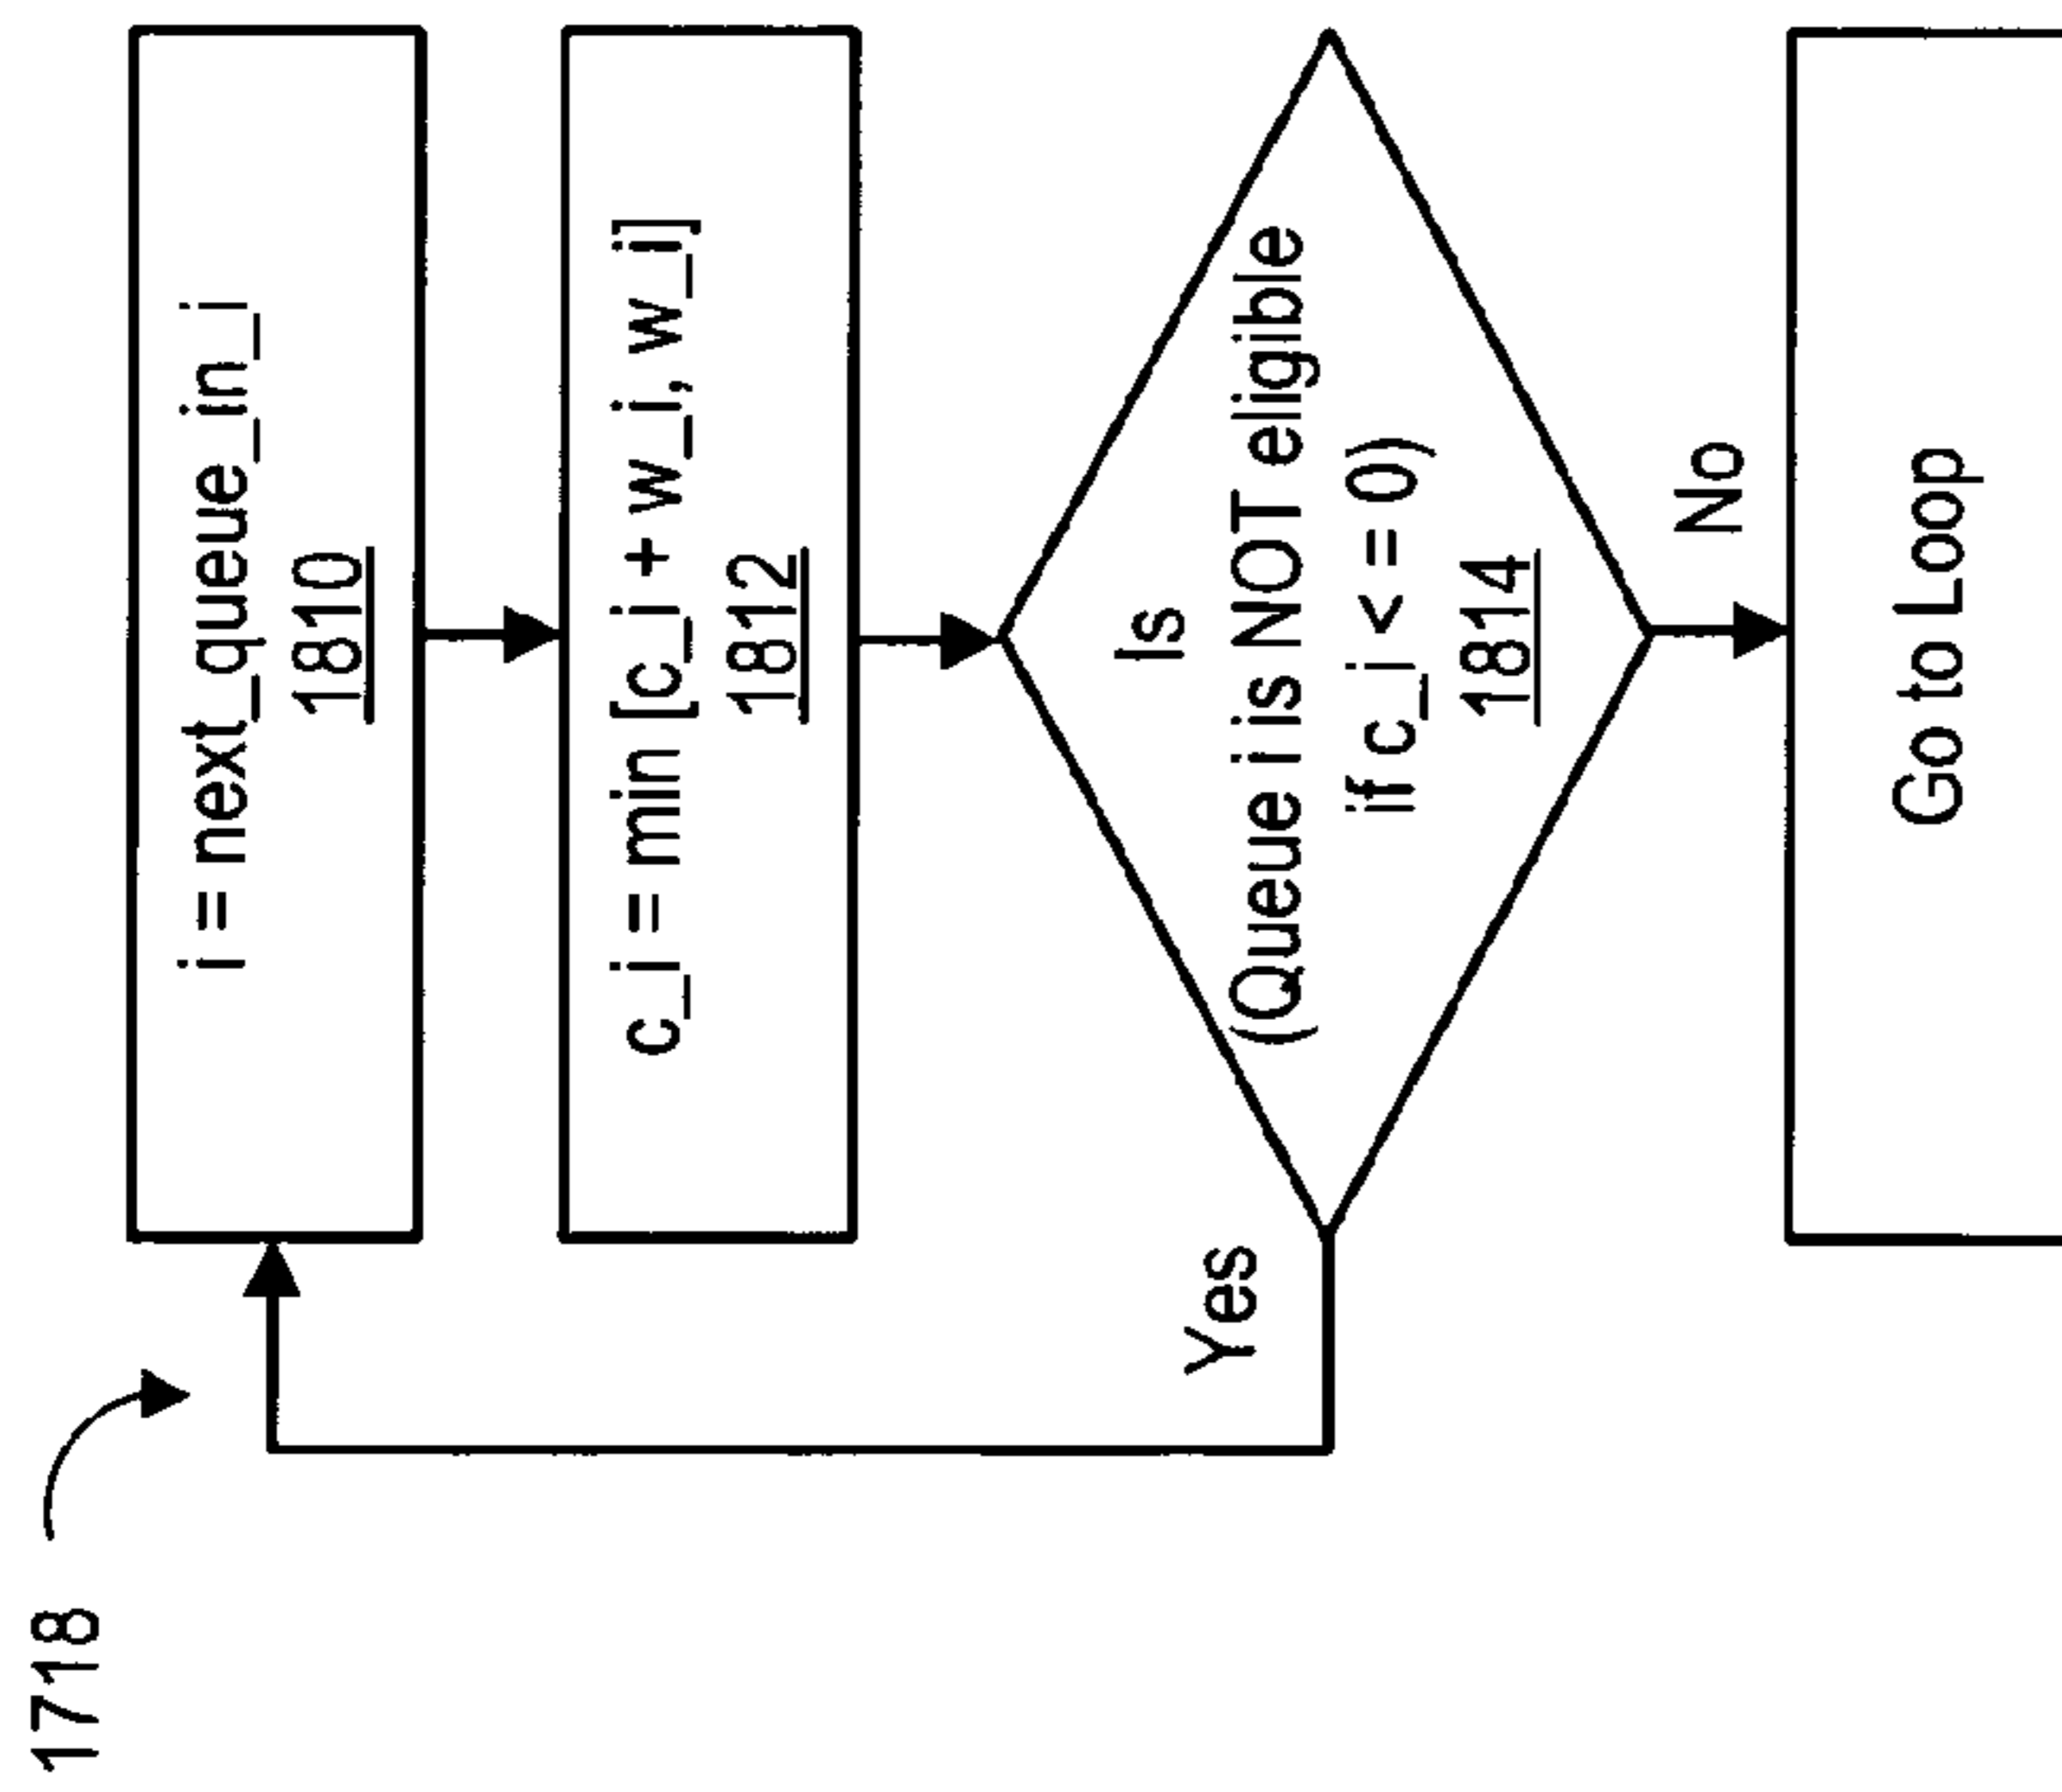 1718
i = next_queue_in_i
1810
c_i = min [c_i + w_i, w_i]
1812
Is
(Queue i is NOT eligible
if c_i < = 0)
1814
Yes
No
Go to Loop